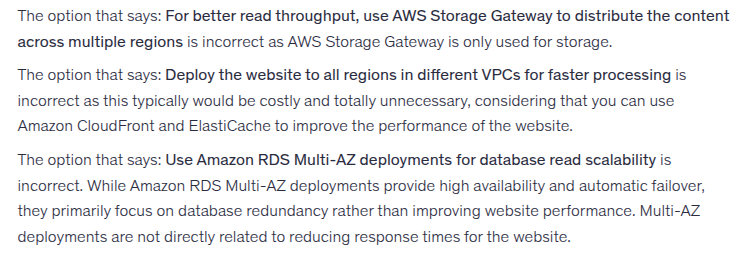 The option that says: For better read throughput, use AWS Storage Gateway to distribute the content
across multiple regions is incorrect as AWS Storage Gateway is only used for storage.
The option that says: Deploy the website to all regions in different VPCs for faster processing is
incorrect as this typically would be costly and totally unnecessary, considering that you can use
Amazon CloudFront and ElastiCache to improve the performance of the website.
The option that says: Use Amazon RDS Multi-AZ deployments for database read scalability is
incorrect. While Amazon RDS Multi-AZ deployments provide high availability and automatic failover,
they primarily focus on database redundancy rather than improving website performance. Multi-AZ
deployments are not directly related to reducing response times for the website.